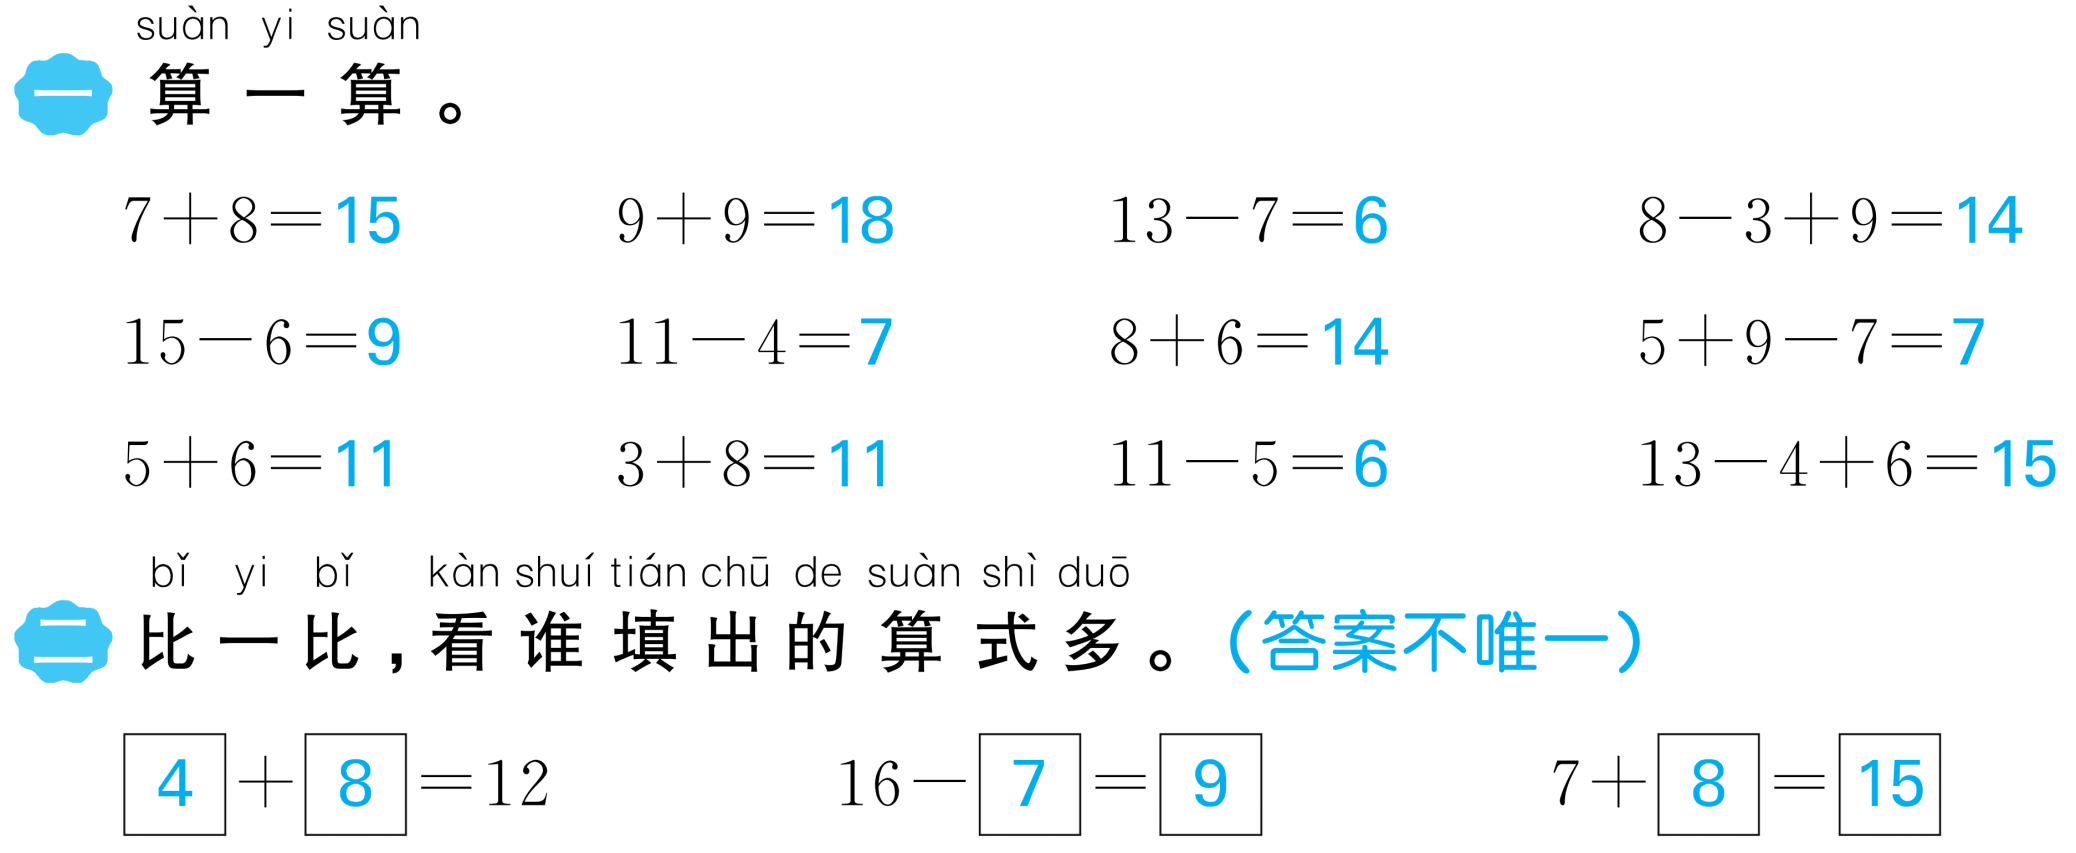 suàn yi suàn
一 算一算。
7+8=15 9+9=18 13-7=6 8-3+9=14
15-6=9 11-4=7 8+6=14 5+9-7=7
5+6=11 3+8=11 11-5=6 13-4+6=15
bǐ yi bǐ kàn shuí tián chū de suàn shì duō
二 比一比,看谁填出的算式多。(答案不唯一)
4+8=12 16-7=9 7+8=15